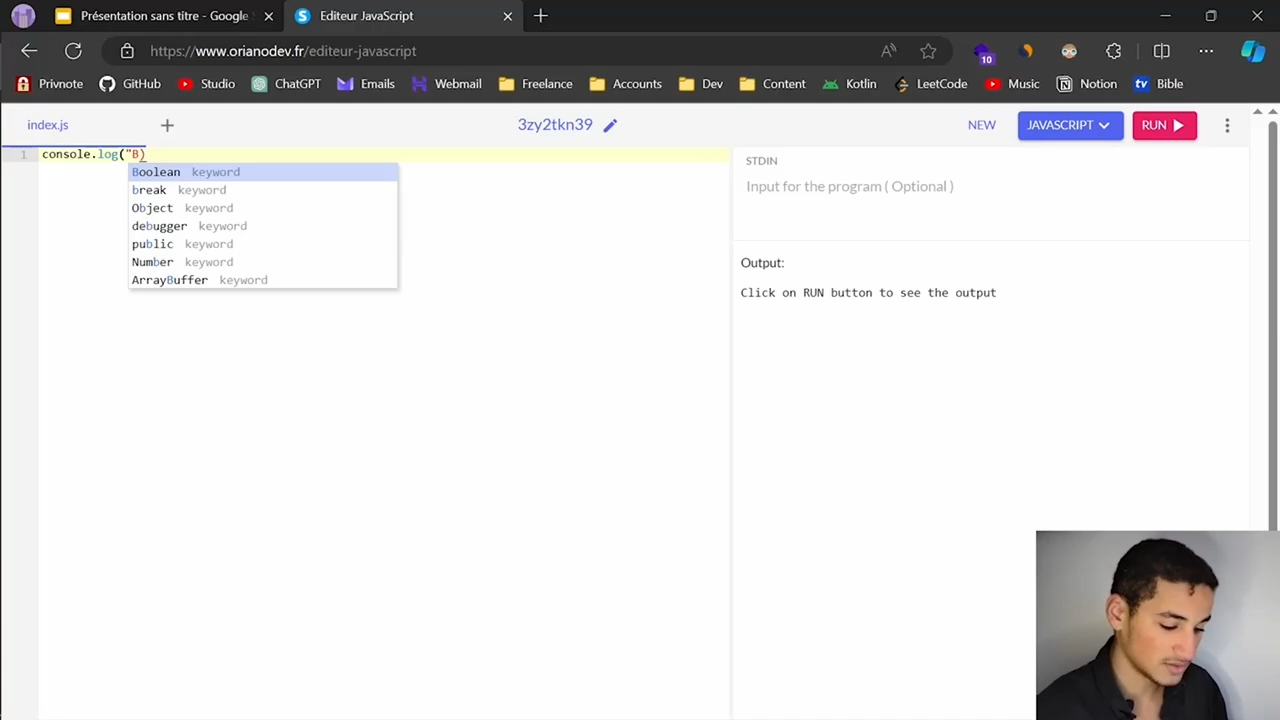 Présentation sans titre - Google
Editeur JavaScript
https://www.orianodev.fr/editeur-javascript
10
Privnote GitHub Studio ChatGPT Emails Webmail Freelance Accounts Dev Content Kotlin LeetCode Music Notion Bible
index.js
3zy2tkn39
NEW
JAVASCRIPT
RUN
1 console.log("B)
Boolean keyword
break keyword
Object keyword
debugger keyword
public keyword
Number keyword
ArrayBuffer keyword
STDIN
Input for the program ( Optional )
Output:
Click on RUN button to see the output